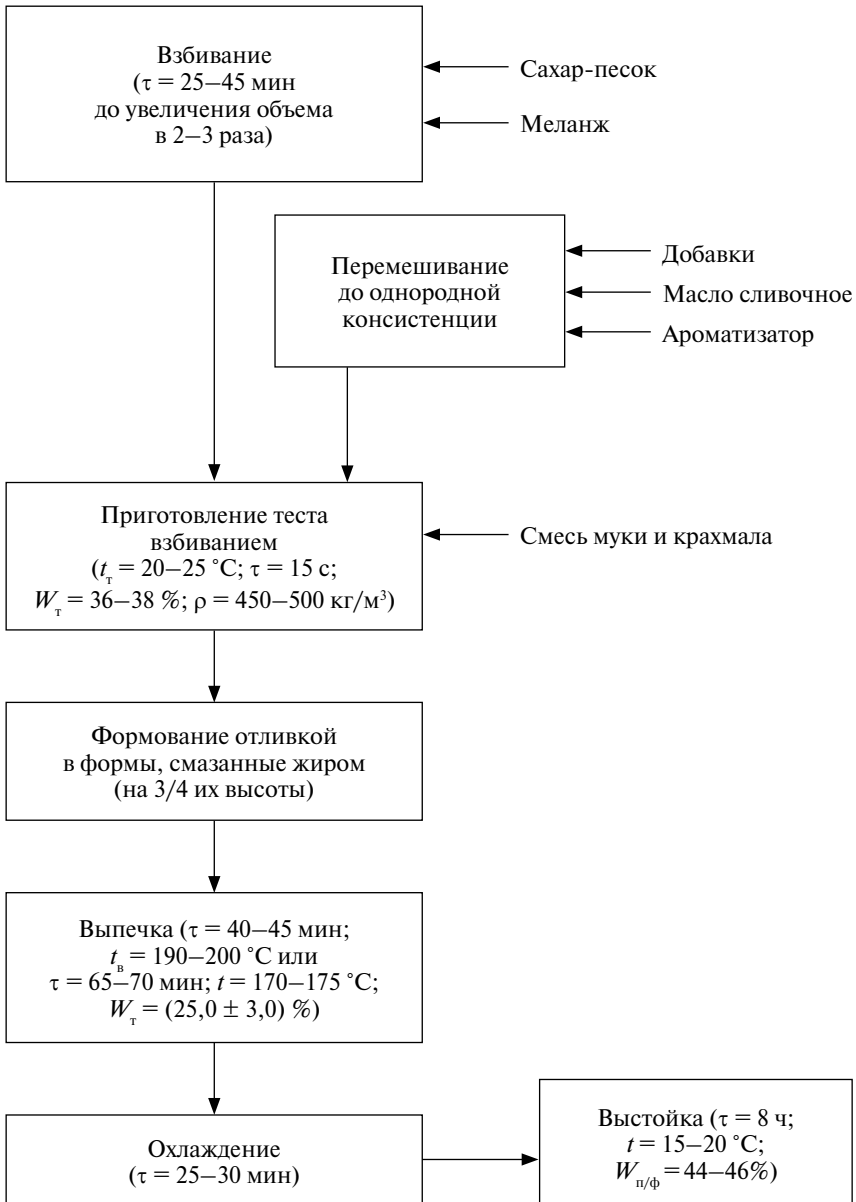 Взбивание
(τ = 25–45 мин
до увеличения объема
в 2–3 раза)
Сахар-песок
Меланж
Перемешивание
до однородной
консистенции
Добавки
Масло сливочное
Ароматизатор
Приготовление теста
взбиванием
(tт = 20–25 °C; τ = 15 с;
Wт = 36–38 %; ρ = 450–500 кг/м³)
Смесь муки и крахмала
Формование отливкой
в формы, смазанные жиром
(на 3/4 их высоты)
Выпечка (τ = 40–45 мин;
tв = 190–200 °C или
τ = 65–70 мин; t = 170–175 °C;
Wт = (25,0 ± 3,0) %)
Охлаждение
(τ = 25–30 мин)
Выстойка (τ = 8 ч;
t = 15–20 °C;
Wп/ф = 44–46%)